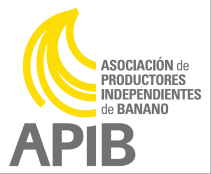 ASOCIACIÓN de
PRODUCTORES
INDEPENDIENTES
de BANANO
APIB